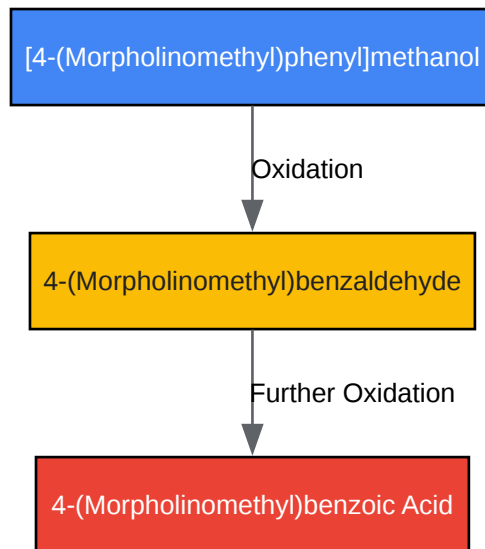 [4-(Morpholinomethyl)phenyl]methanol
Oxidation
4-(Morpholinomethyl)benzaldehyde
Further Oxidation
4-(Morpholinomethyl)benzoic Acid